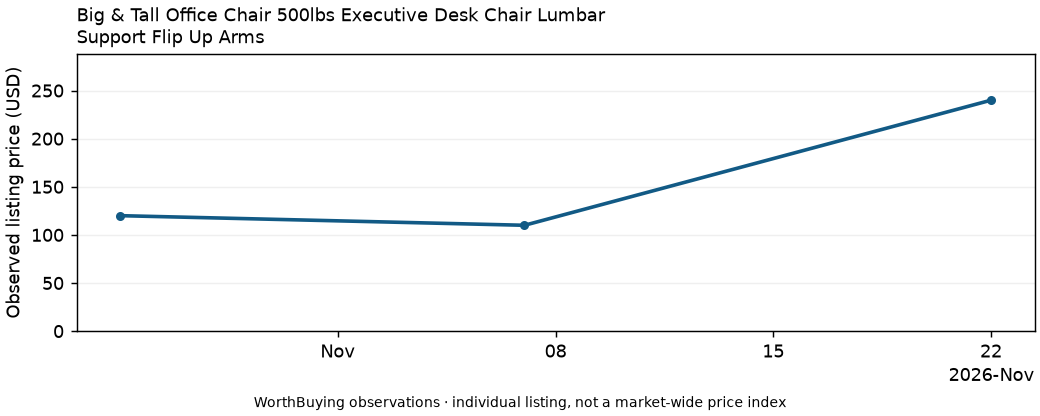 Big & Tall Office Chair 500lbs Executive Desk Chair Lumbar
Support Flip Up Arms
Observed listing price (USD)
250
200
150
100
50
0
Nov
08
15
22
2026-Nov
WorthBuying observations · individual listing, not a market-wide price index